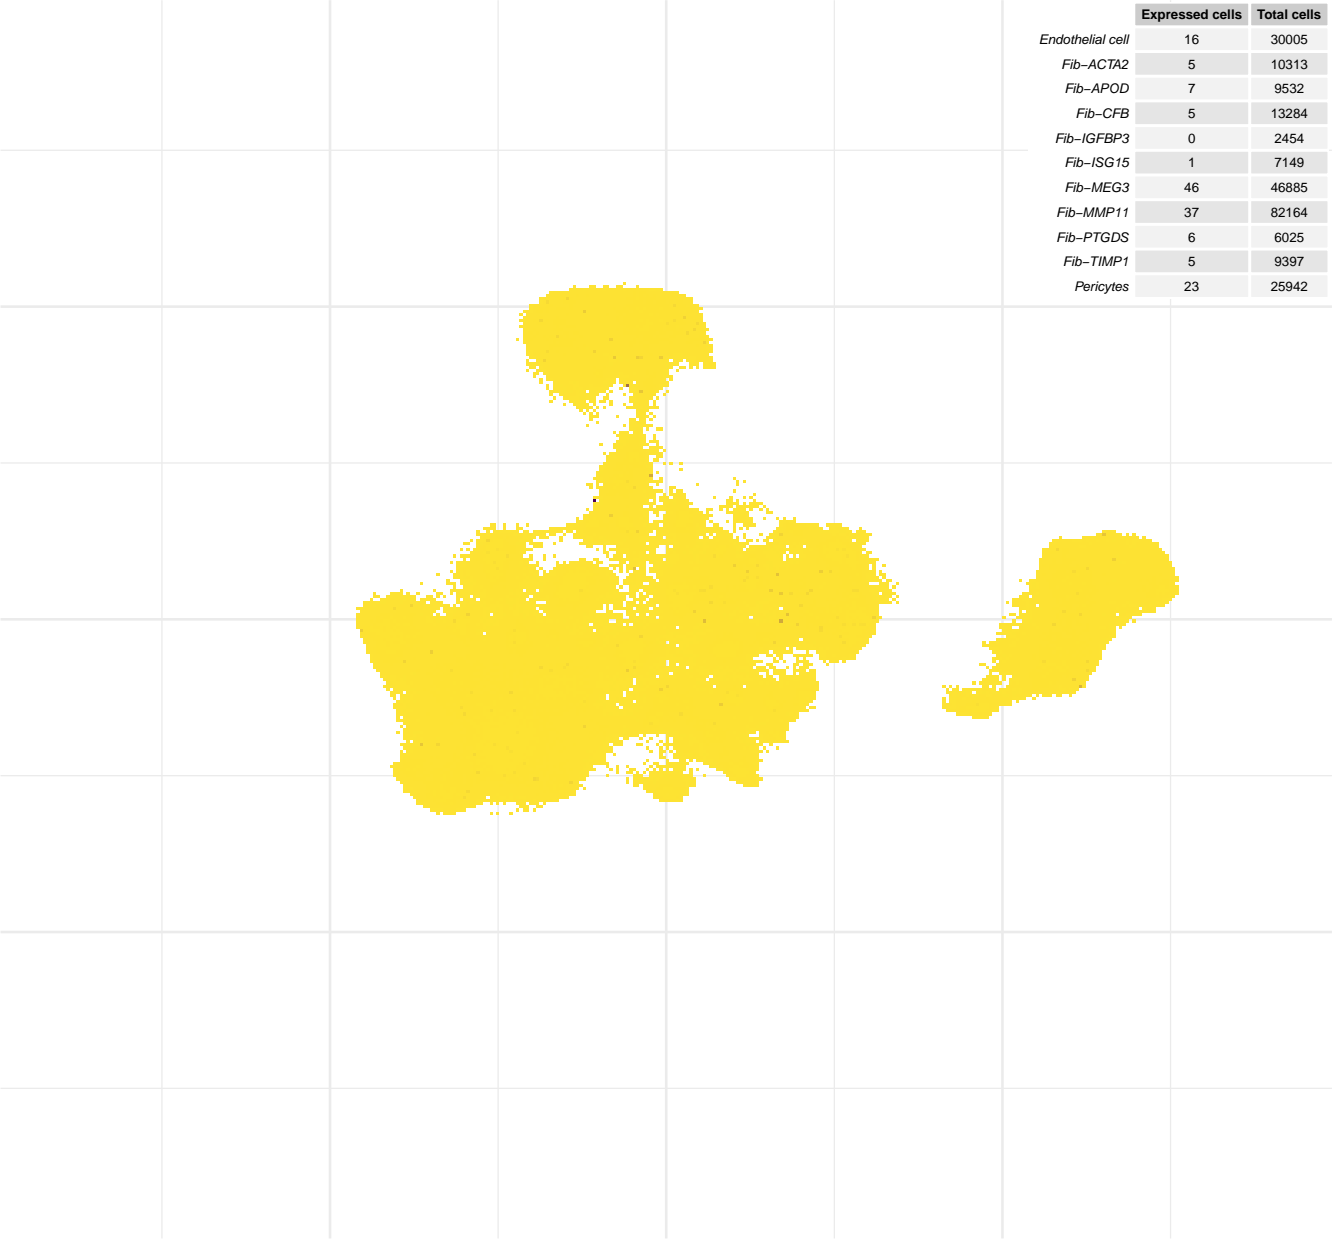 Expressed cells Total cells
Endothelial cell 16 30005
Fib−ACTA2 5 10313
Fib−APOD 7 9532
Fib−CFB 5 13284
Fib−IGFBP3 0 2454
Fib−ISG15 1 7149
Fib−MEG3 46 46885
Fib−MMP11 37 82164
Fib−PTGDS 6 6025
Fib−TIMP1 5 9397
Pericytes 23 25942